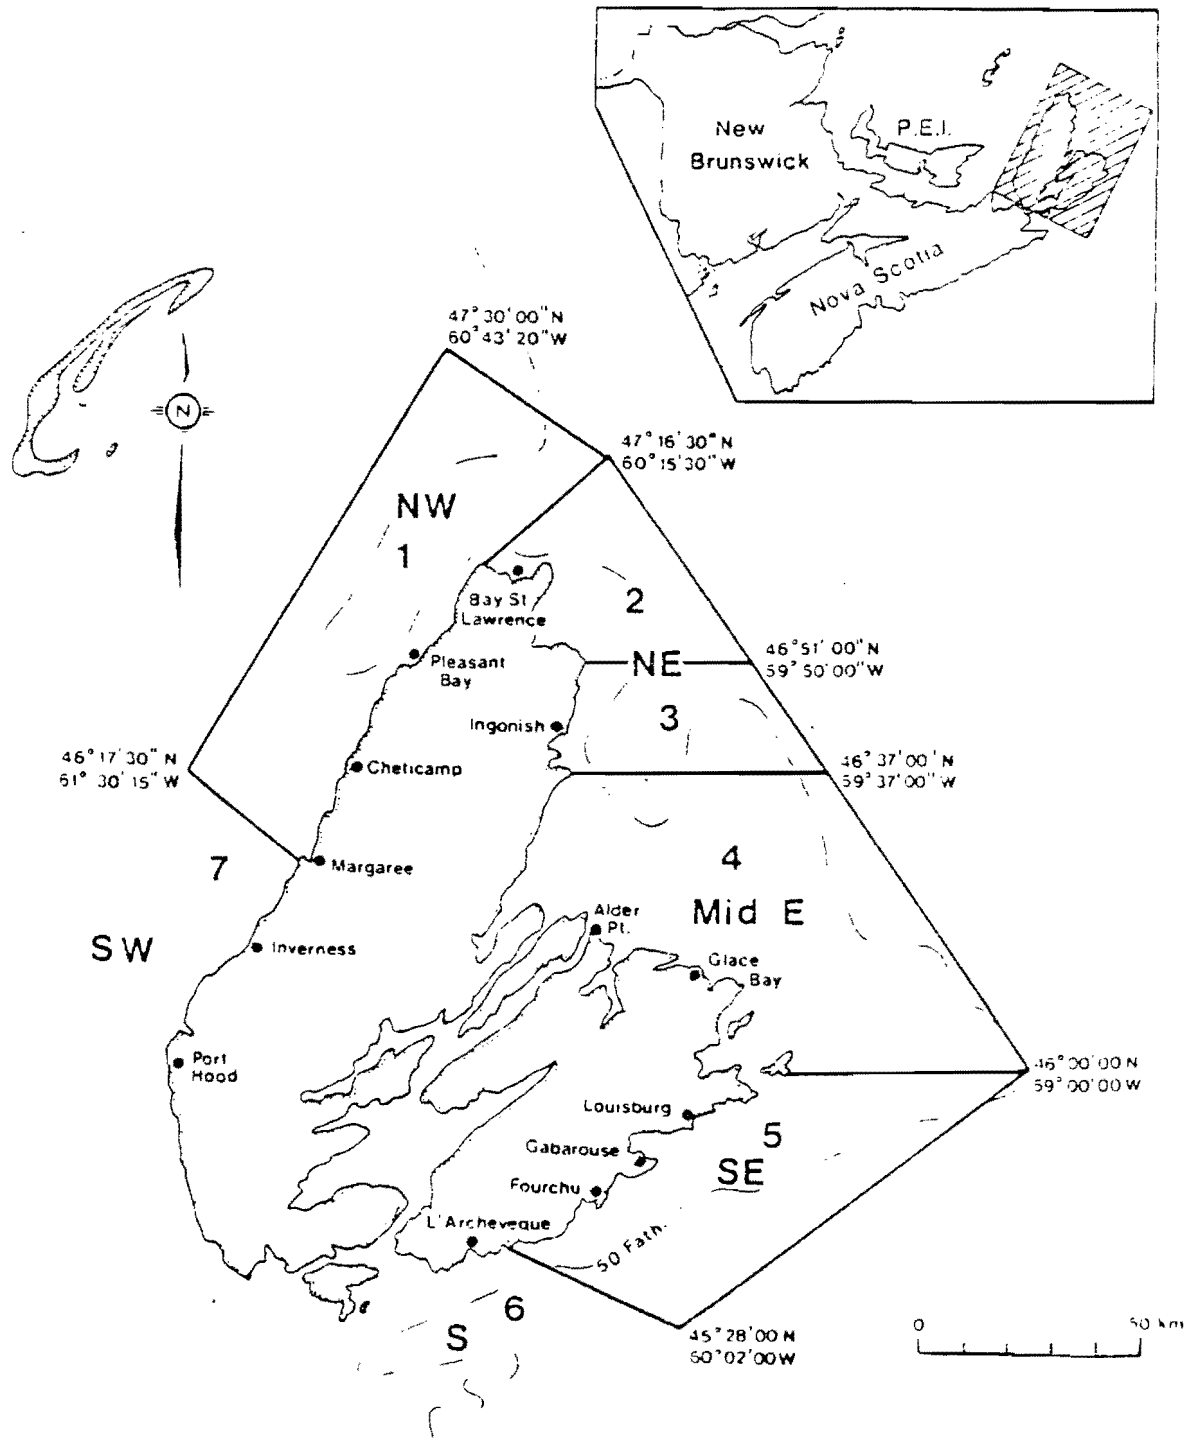 New
Brunswick
P.E.I.
Nova Scotia
47° 30' 00" N
60° 43' 20" W
N
47° 16' 30" N
60° 15' 30" W
NW
1
Bay St
Lawrence
2
Pleasant
Bay
NE
46° 51' 00" N
59° 50' 00" W
Ingonish
3
46° 17' 30" N
61° 30' 15" W
Cheticamp
46° 37' 00' N
59° 37' 00" W
7
Margaree
4
Mid E
SW
Inverness
Alder
Pt.
Glace
Bay
Port
Hood
46° 00' 00 N
59° 00' 00 W
Louisburg
5
Gabarouse
SE
Fourchu
L'Archeveque
50 Fath.
6
S
45° 28' 00 N
60° 02' 00 W
0
50 km